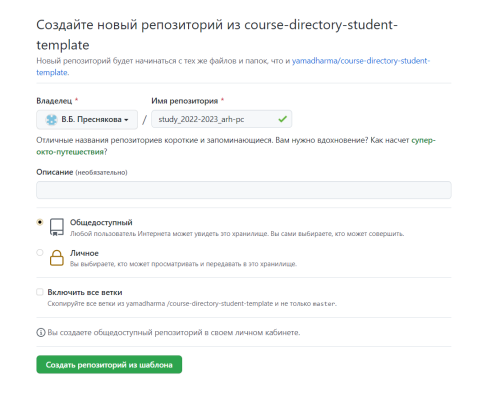 Создайте новый репозиторий из course-directory-student-
template
Новый репозиторий будет начинаться с тех же файлов и папок, что и yamadharma/course-directory-student-
template.
Владелец *
Имя репозитория *
В.Б. Преснякова
/
study_2022-2023_arh-pc
Отличные названия репозиториев короткие и запоминающиеся. Вам нужно вдохновение? Как насчет супер-
окто-путешествия?
Описание (необязательно)
Общедоступный
Любой пользователь Интернета может увидеть это хранилище. Вы сами выбираете, кто может совершить.
Личное
Вы выбираете, кто может просматривать и передавать в это хранилище.
Включить все ветки
Скопируйте все ветки из yamadharma /course-directory-student-template и не только master.
Вы создаете общедоступный репозиторий в своем личном кабинете.
Создать репозиторий из шаблона